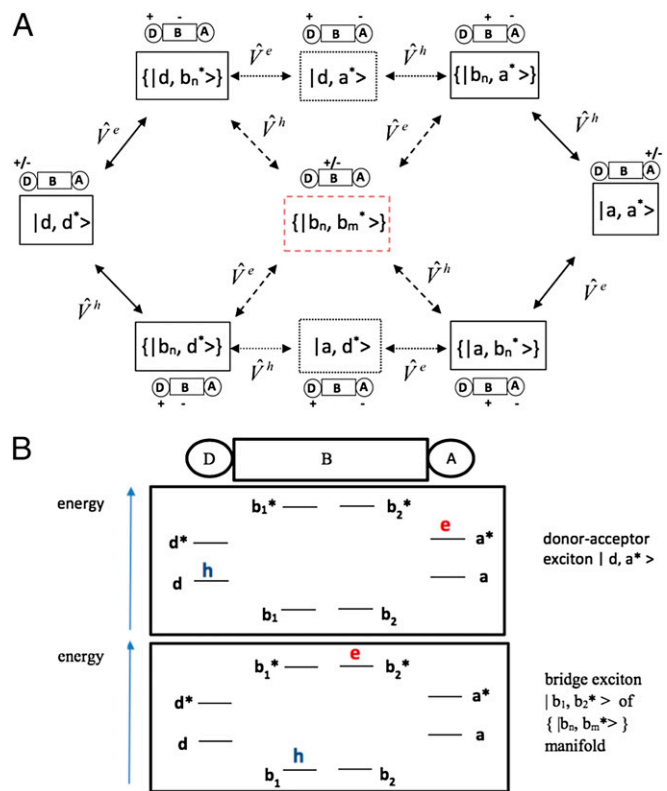 A
+ - + - + -
D B A D B A D B A
{|d, bₙ*>} V̂ᵉ |d, a*> V̂ʰ {|bₙ, a*>}
V̂ᵉ V̂ʰ V̂ᵉ V̂ʰ
+/- +/- +/-
D B A D B A D B A
|d, d*> {|bₙ, bₘ*>} |a, a*>
V̂ʰ V̂ᵉ V̂ʰ V̂ᵉ
{|bₙ, d*>} V̂ʰ |a, d*> V̂ᵉ {|a, bₙ*>}
D B A D B A D B A
+ - + - + -
B
D B A
energy
b₁* b₂*
d* e a*
d h a
b₁ b₂
donor-acceptor
exciton | d, a* >
energy
b₁* e b₂*
d* a*
d a
b₁ h b₂
bridge exciton
| b₁, b₂* > of
{ |bₙ, bₘ*> }
manifold